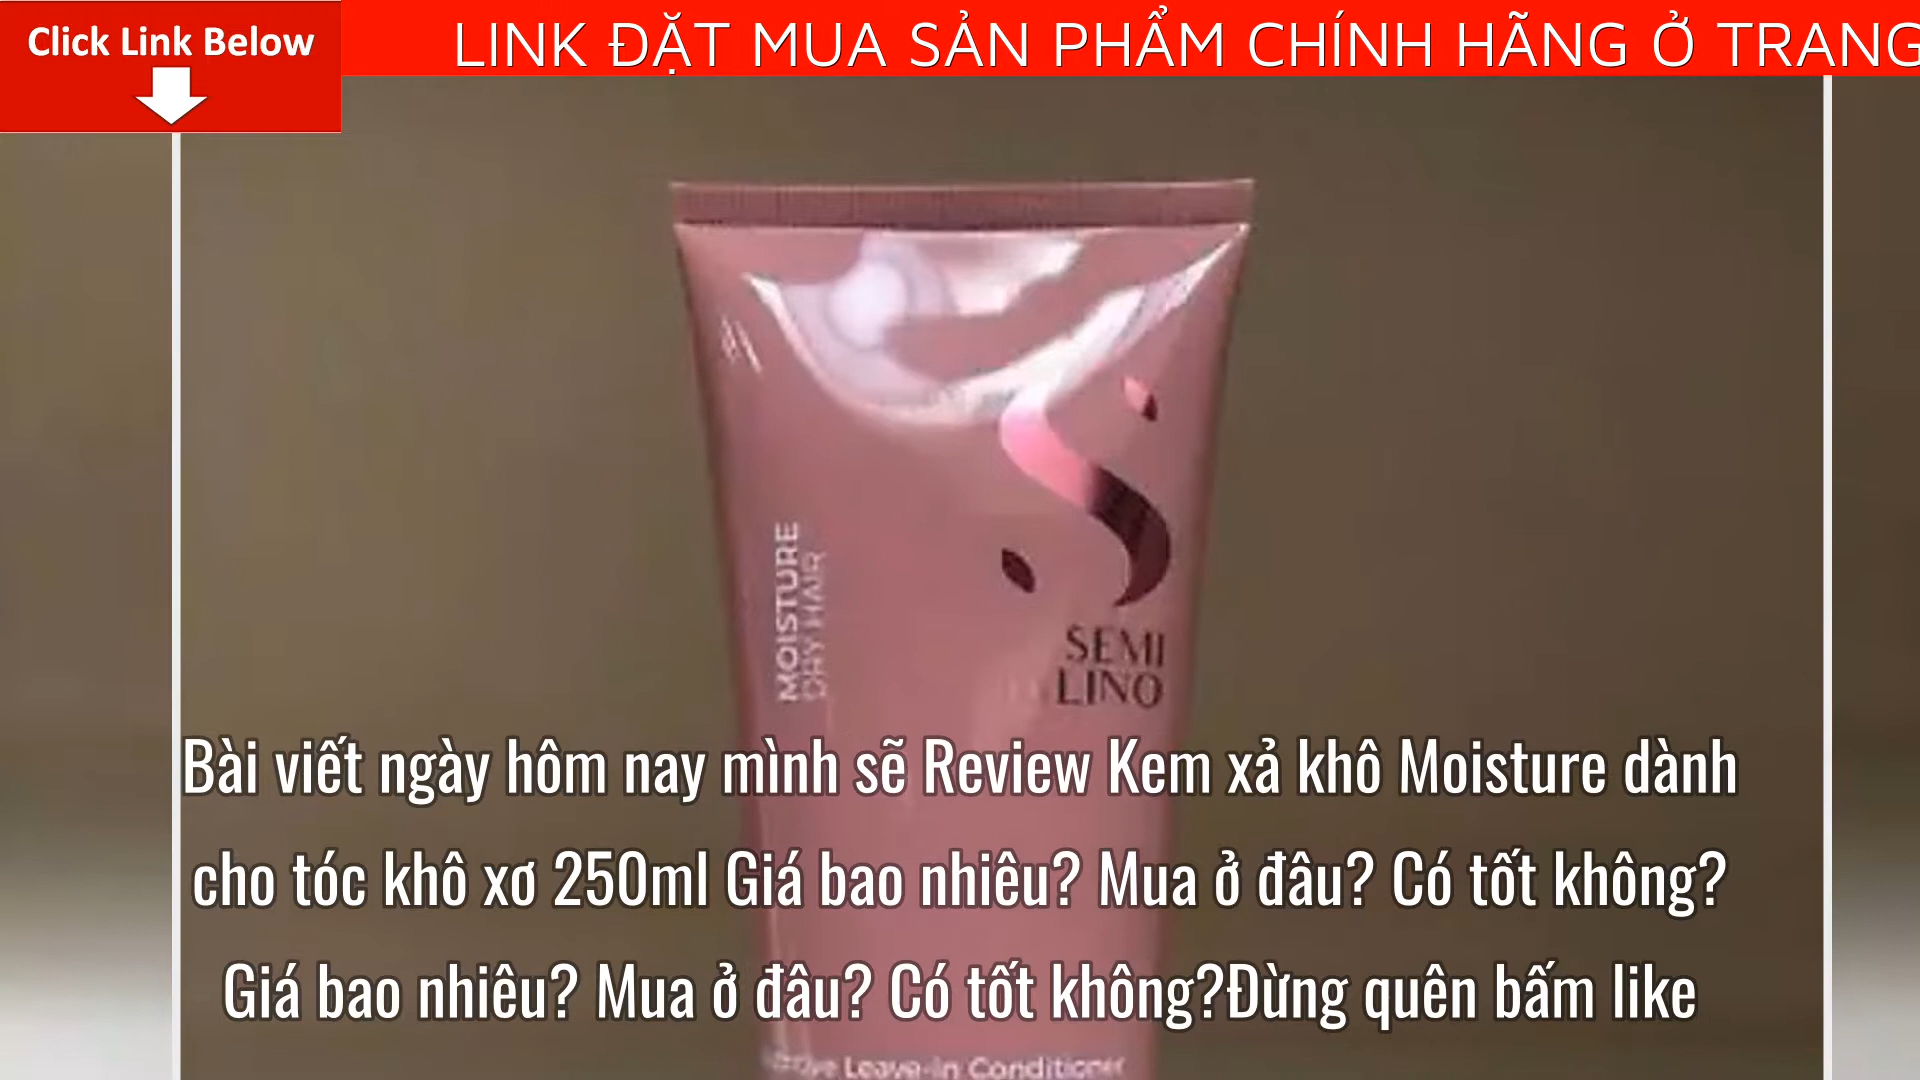 Click Link Below
LINK ĐẶT MUA SẢN PHẨM CHÍNH HÃNG Ở TRANG
MOISTURE
DRY HAIR
SEMI
LINO
Bài viết ngày hôm nay mình sẽ Review Kem xả khô Moisture dành
cho tóc khô xơ 250ml Giá bao nhiêu? Mua ở đâu? Có tốt không?
Giá bao nhiêu? Mua ở đâu? Có tốt không?Đừng quên bấm like
Leave-in Conditioner